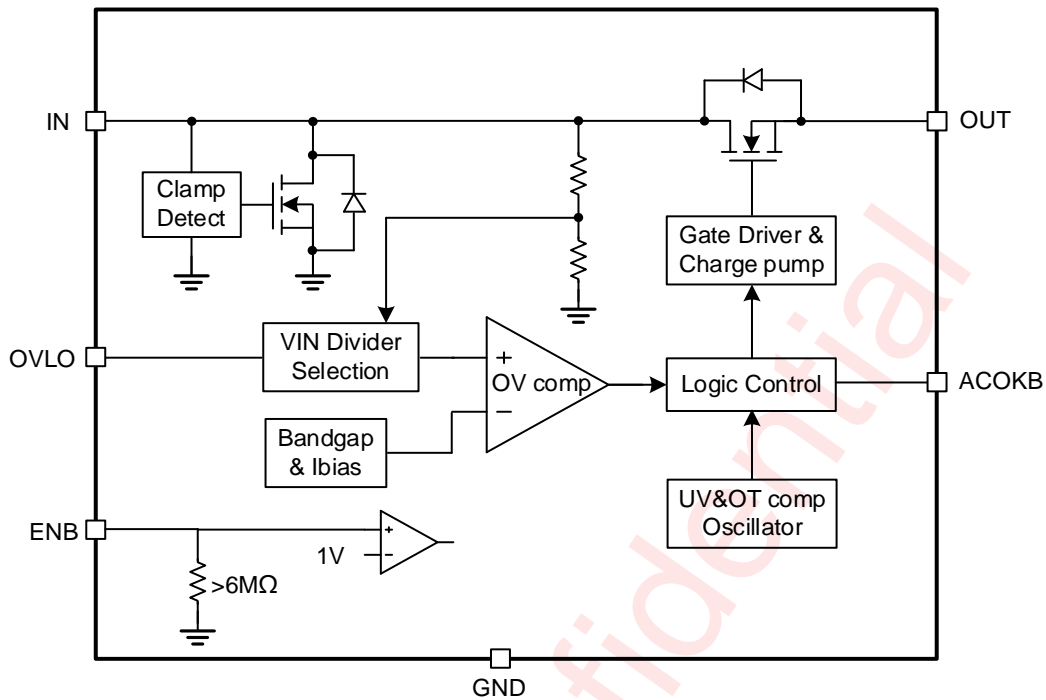 IN
OUT
Clamp
Detect
Gate Driver &
Charge pump
OVLO
VIN Divider
Selection
+
OV comp
−
Logic Control
ACOKB
Bandgap
& Ibias
UV&OT comp
Oscillator
ENB
+
1V
−
>6MΩ
GND
fidential